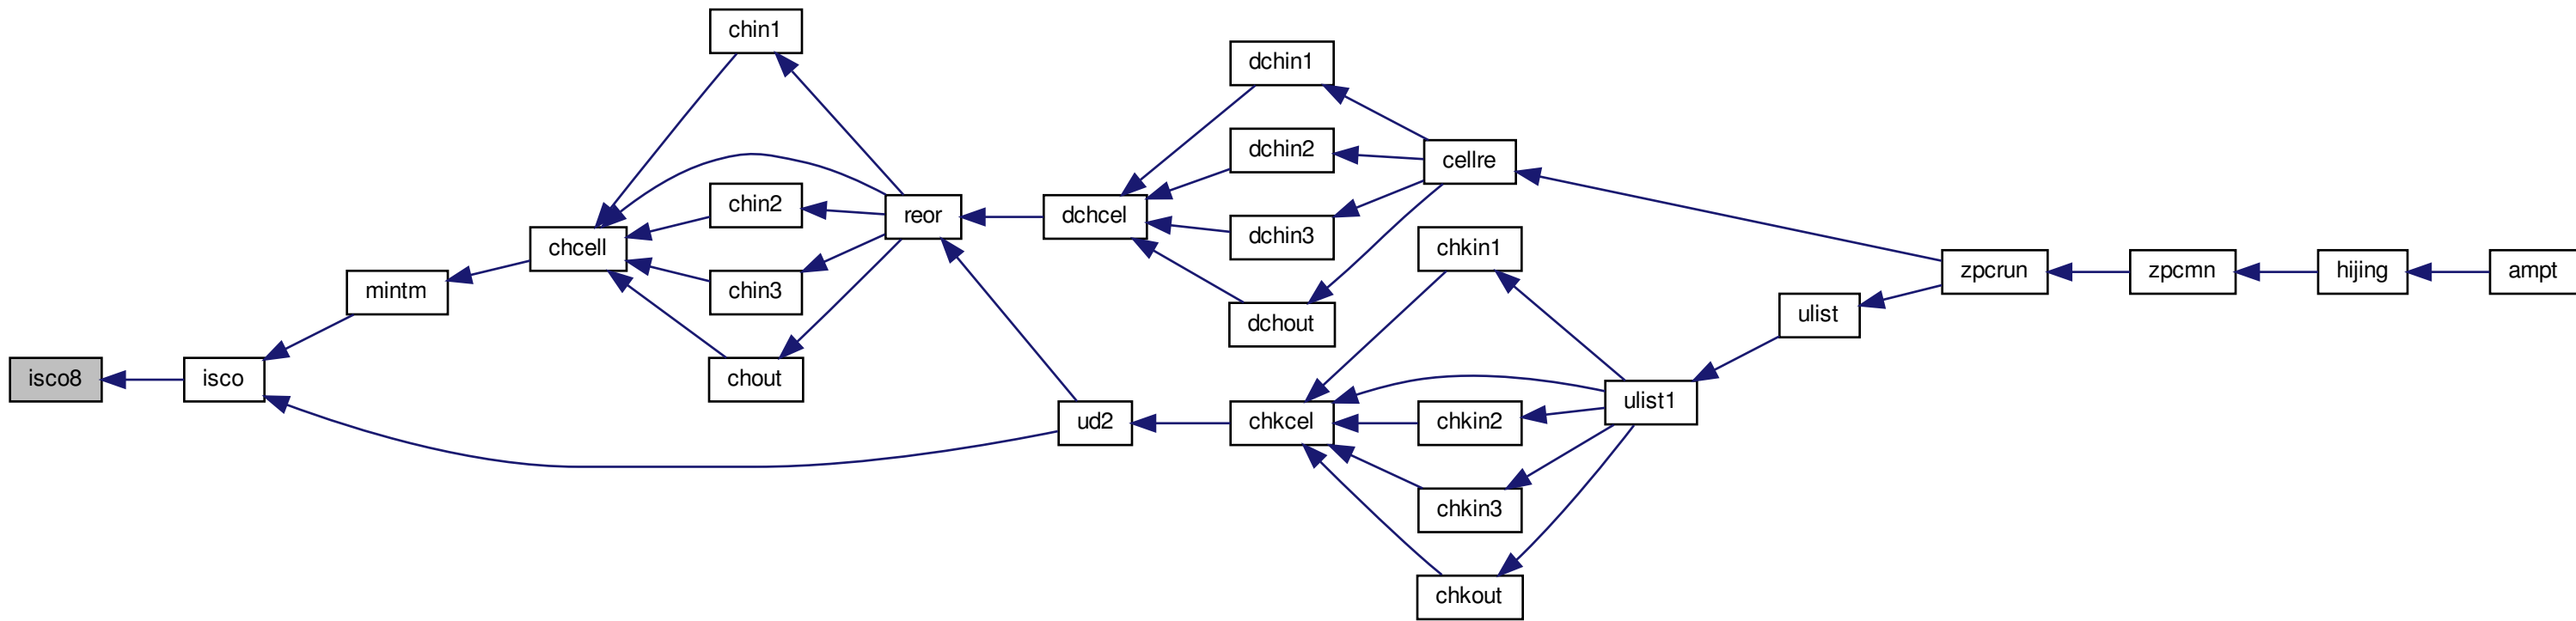 isco8
isco
mintm
chcell
chin1
chin2
chin3
chout
reor
dchcel
ud2
dchin1
dchin2
dchin3
dchout
chkcel
cellre
chkin1
chkin2
chkin3
chkout
ulist1
ulist
zpcrun
zpcmn
hijing
ampt